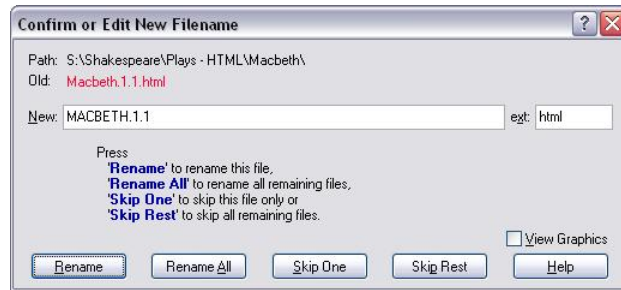 Confirm or Edit New Filename
Path: S:\Shakespeare\Plays - HTML\Macbeth\
Old: Macbeth.1.1.html
New: MACBETH.1.1 ext: html
Press
'Rename' to rename this file,
'Rename All' to rename all remaining files,
'Skip One' to skip this file only or
'Skip Rest' to skip all remaining files.
View Graphics
Rename Rename All Skip One Skip Rest Help